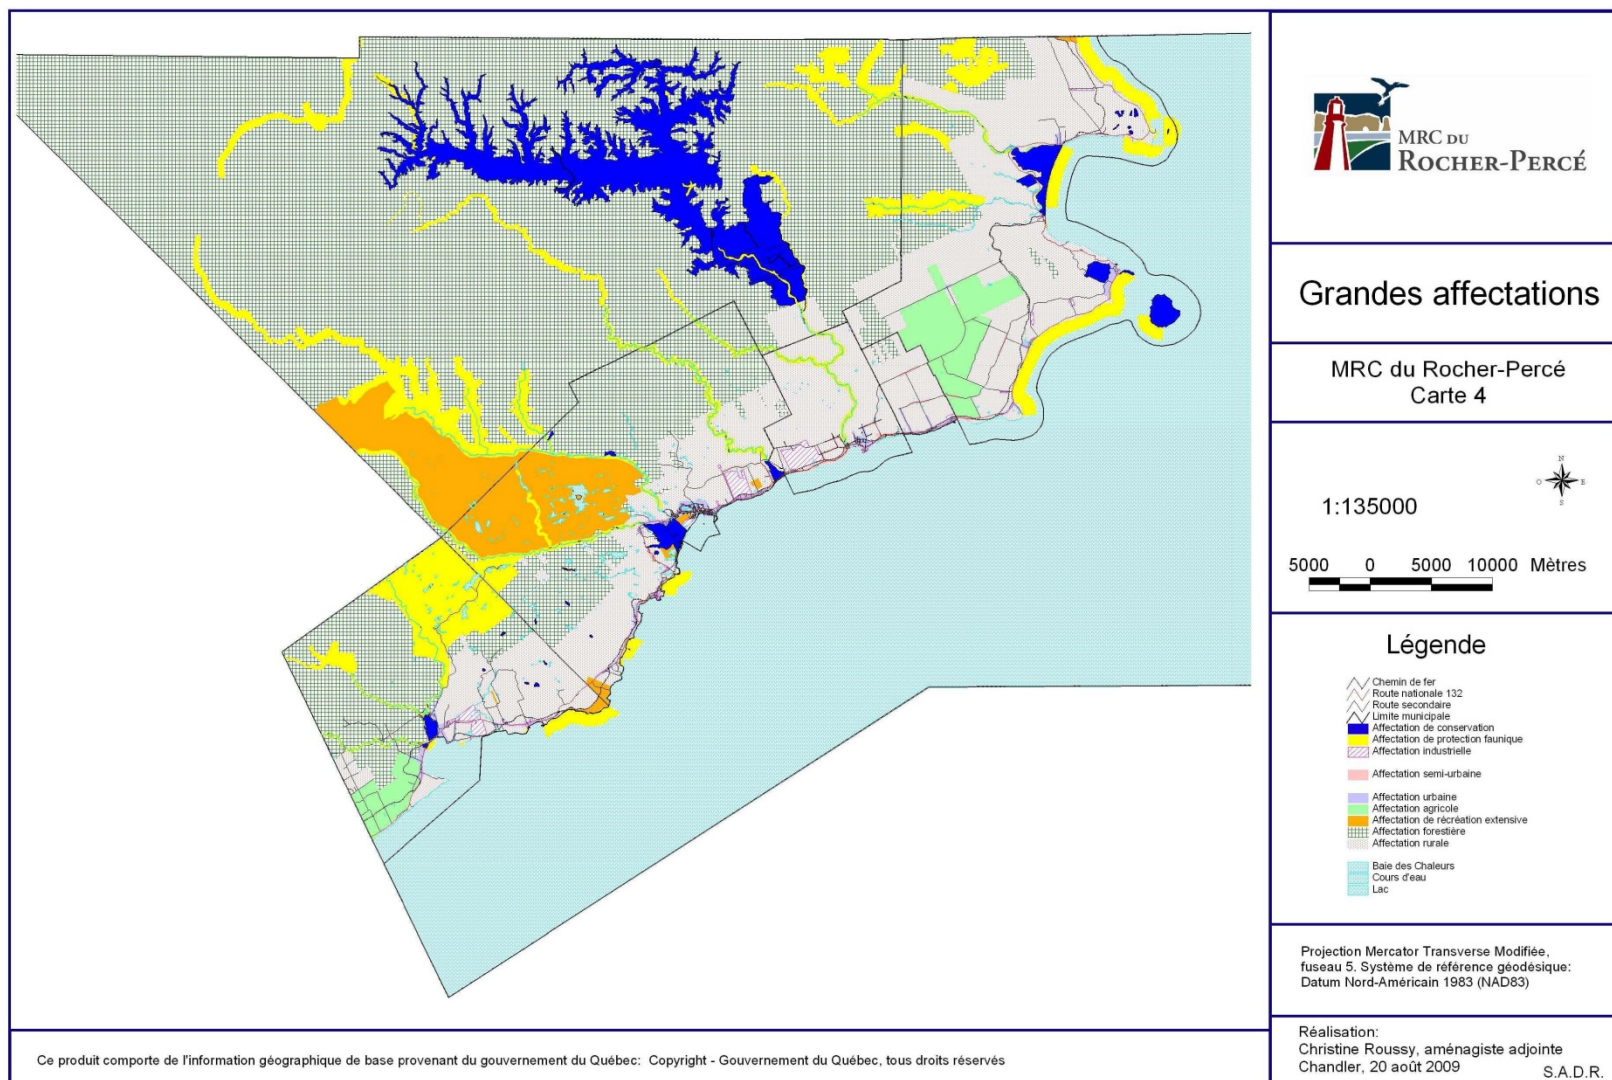 MRC DU
ROCHER-PERCÉ
Grandes affectations
MRC du Rocher-Percé
Carte 4
N
O
E
S
1:135000
5000 0 5000 10000 Mètres
Légende
Chemin de fer
Route nationale 132
Route secondaire
Limite municipale
Affectation de conservation
Affectation de protection faunique
Affectation industrielle
Affectation semi-urbaine
Affectation urbaine
Affectation agricole
Affectation de récréation extensive
Affectation forestière
Affectation rurale
Baie des Chaleurs
Cours d'eau
Lac
Projection Mercator Transverse Modifiée,
fuseau 5. Système de référence géodésique:
Datum Nord-Américain 1983 (NAD83)
Réalisation:
Christine Roussy, aménagiste adjointe
Chandler, 20 août 2009
S.A.D.R.
Ce produit comporte de l'information géographique de base provenant du gouvernement du Québec: Copyright - Gouvernement du Québec, tous droits réservés